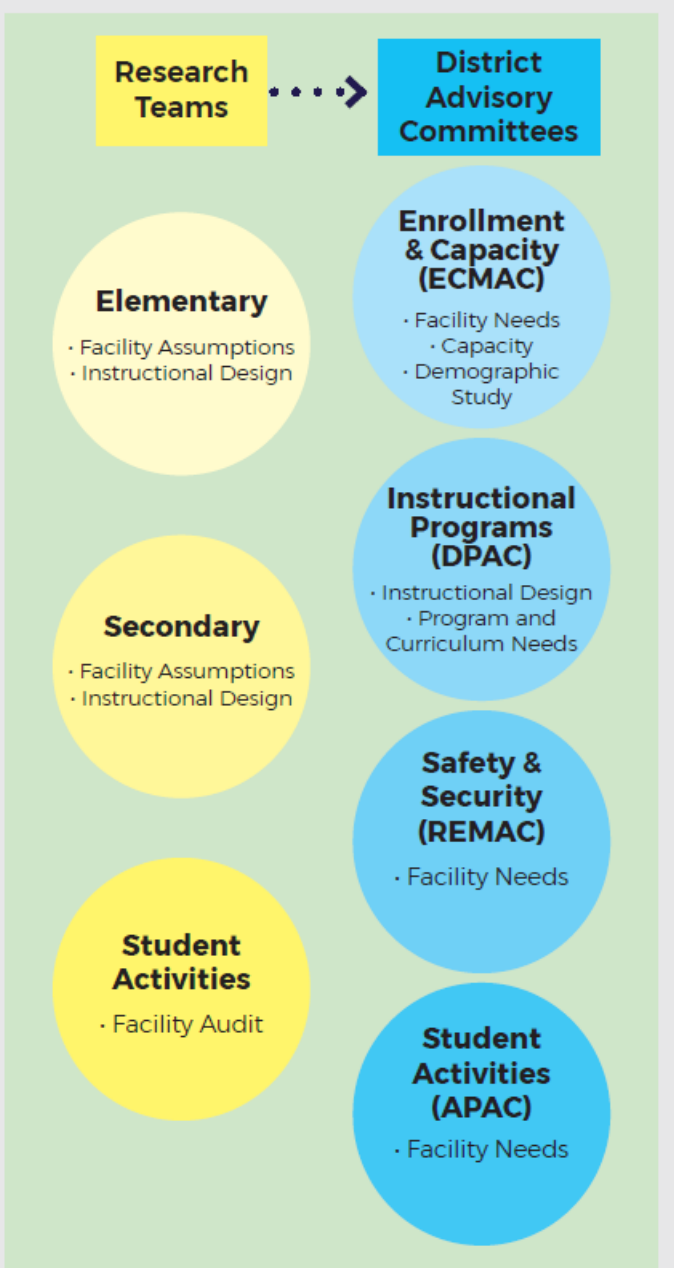 Research
Teams
District
Advisory
Committees
Elementary
· Facility Assumptions
· Instructional Design
Secondary
· Facility Assumptions
· Instructional Design
Student
Activities
· Facility Audit
Enrollment
& Capacity
(ECMAC)
· Facility Needs
· Capacity
· Demographic
Study
Instructional
Programs
(DPAC)
· Instructional Design
· Program and
Curriculum Needs
Safety &
Security
(REMAC)
· Facility Needs
Student
Activities
(APAC)
· Facility Needs